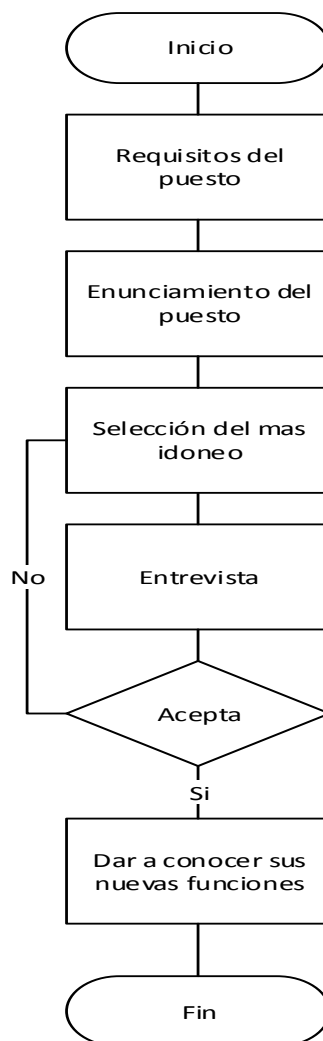 Inicio
Requisitos del
puesto
Enunciamiento del
puesto
Selección del mas
idoneo
No
Entrevista
Acepta
Si
Dar a conocer sus
nuevas funciones
Fin